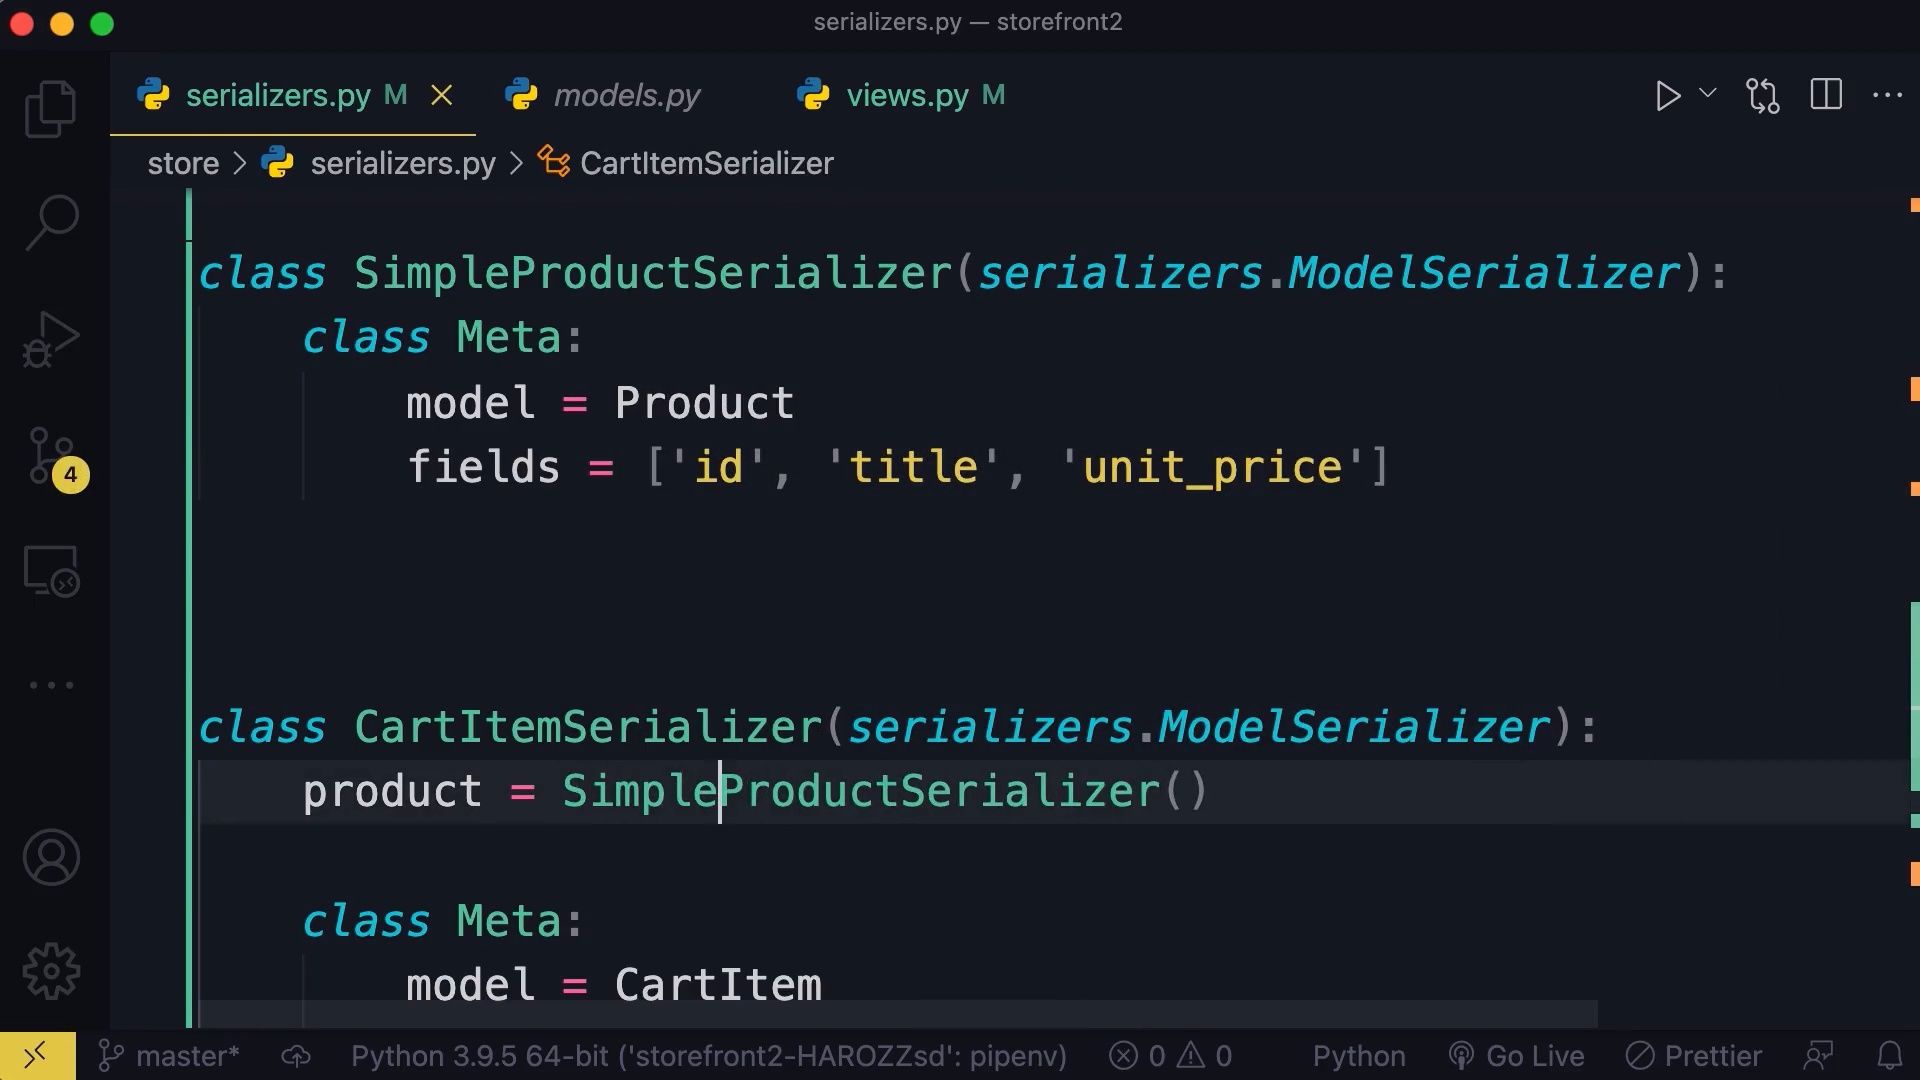 serializers.py — storefront2
serializers.py M models.py views.py M
store > serializers.py > CartItemSerializer
class SimpleProductSerializer(serializers.ModelSerializer):
class Meta:
model = Product
fields = ['id', 'title', 'unit_price']
class CartItemSerializer(serializers.ModelSerializer):
product = SimpleProductSerializer()
class Meta:
model = CartItem
4
master* Python 3.9.5 64-bit ('storefront2-HAROZZsd': pipenv) 0 0 Python Go Live Prettier